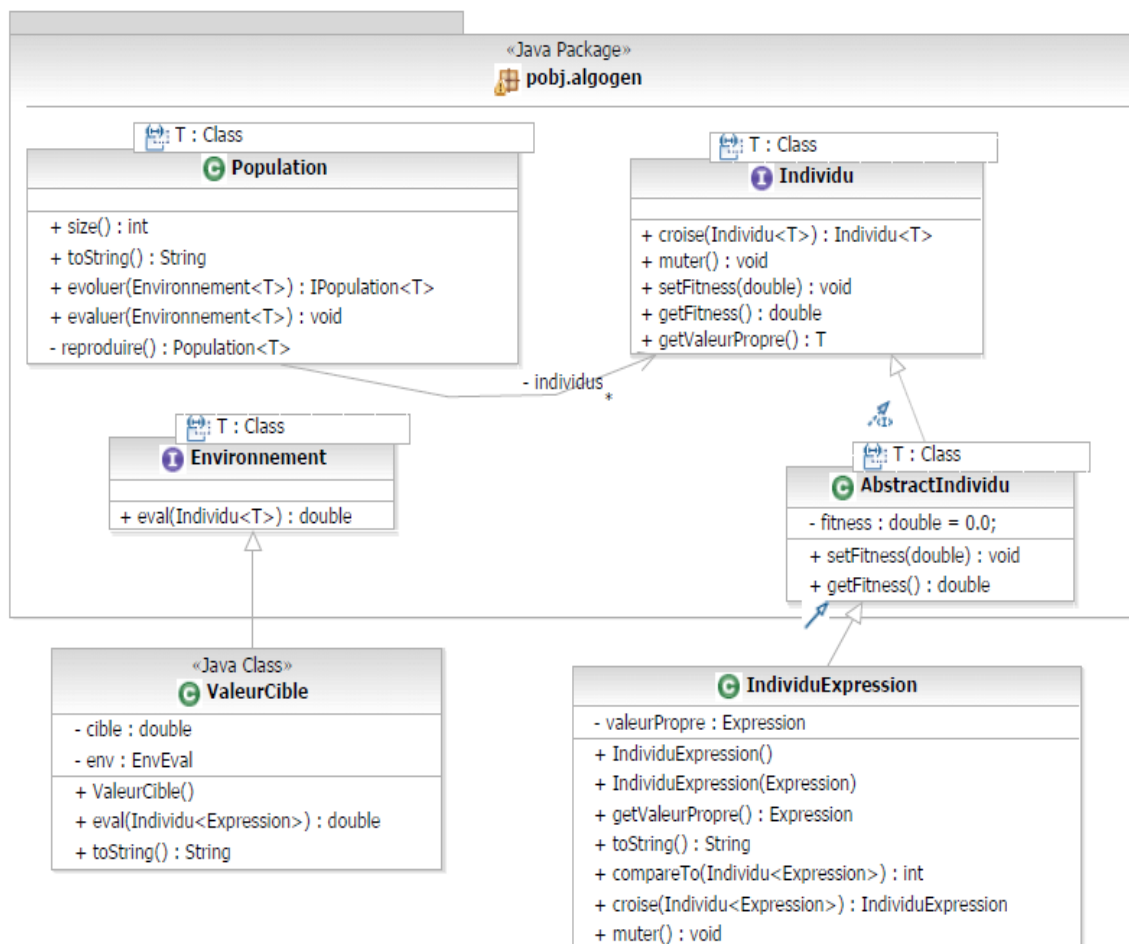 «Java Package»
pobj.algogen
T : Class
Population
+ size() : int
+ toString() : String
+ evoluer(Environnement<T>) : IPopulation<T>
+ evaluer(Environnement<T>) : void
- reproduire() : Population<T>
T : Class
Individu
+ croise(Individu<T>) : Individu<T>
+ muter() : void
+ setFitness(double) : void
+ getFitness() : double
+ getValeurPropre() : T
- individus
*
T : Class
Environnement
+ eval(Individu<T>) : double
T : Class
AbstractIndividu
- fitness : double = 0.0;
+ setFitness(double) : void
+ getFitness() : double
«Java Class»
ValeurCible
- cible : double
- env : EnvEval
+ ValeurCible()
+ eval(Individu<Expression>) : double
+ toString() : String
IndividuExpression
- valeurPropre : Expression
+ IndividuExpression()
+ IndividuExpression(Expression)
+ getValeurPropre() : Expression
+ toString() : String
+ compareTo(Individu<Expression>) : int
+ croise(Individu<Expression>) : IndividuExpression
+ muter() : void